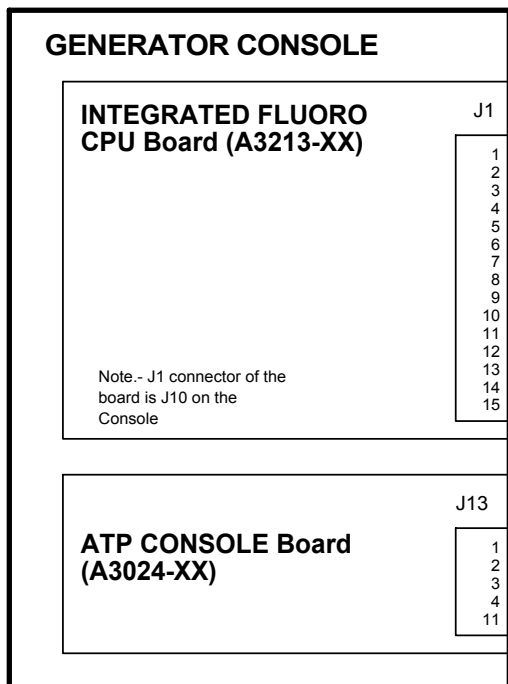 GENERATOR CONSOLE
INTEGRATED FLUORO
CPU Board (A3213-XX)
J1
1
2
3
4
5
6
7
8
9
10
11
12
13
14
15
Note.- J1 connector of the
board is J10 on the
Console
J13
ATP CONSOLE Board
(A3024-XX)
1
2
3
4
11